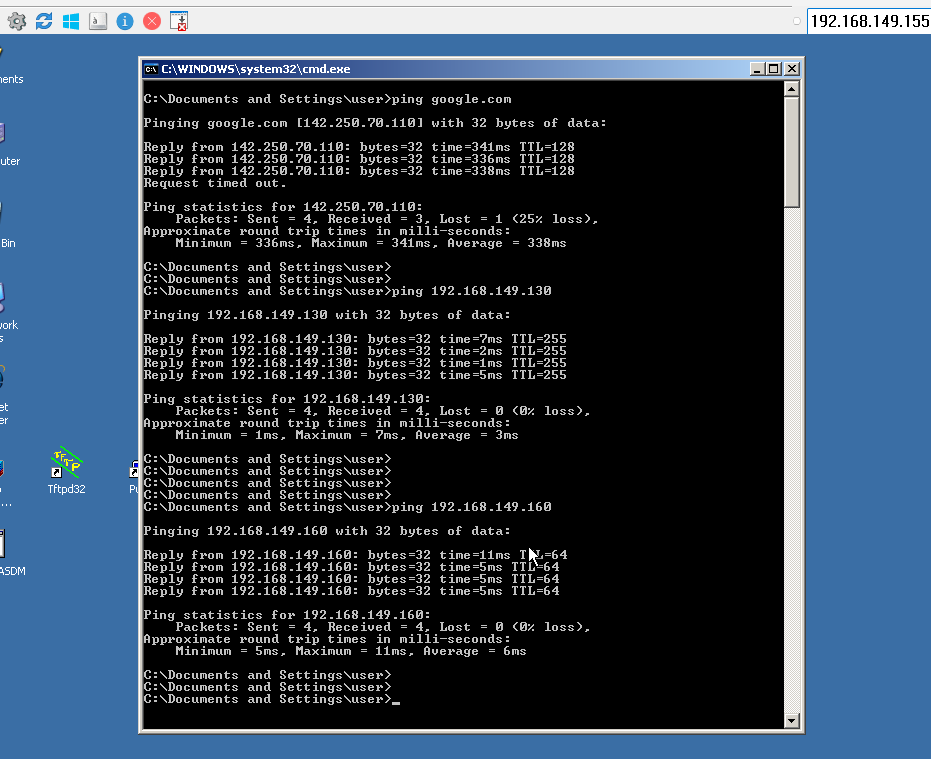 192.168.149.155
C:\WINDOWS\system32\cmd.exe
C:\Documents and Settings\user>ping google.com
Pinging google.com [142.250.70.110] with 32 bytes of data:
Reply from 142.250.70.110: bytes=32 time=341ms TTL=128
Reply from 142.250.70.110: bytes=32 time=336ms TTL=128
Reply from 142.250.70.110: bytes=32 time=338ms TTL=128
Request timed out.
Ping statistics for 142.250.70.110:
Packets: Sent = 4, Received = 3, Lost = 1 (25% loss),
Approximate round trip times in milli-seconds:
Minimum = 336ms, Maximum = 341ms, Average = 338ms
C:\Documents and Settings\user>
C:\Documents and Settings\user>
C:\Documents and Settings\user>ping 192.168.149.130
Pinging 192.168.149.130 with 32 bytes of data:
Reply from 192.168.149.130: bytes=32 time=7ms TTL=255
Reply from 192.168.149.130: bytes=32 time=2ms TTL=255
Reply from 192.168.149.130: bytes=32 time=1ms TTL=255
Reply from 192.168.149.130: bytes=32 time=5ms TTL=255
Ping statistics for 192.168.149.130:
Packets: Sent = 4, Received = 4, Lost = 0 (0% loss),
Approximate round trip times in milli-seconds:
Minimum = 1ms, Maximum = 7ms, Average = 3ms
C:\Documents and Settings\user>
C:\Documents and Settings\user>
C:\Documents and Settings\user>
C:\Documents and Settings\user>
C:\Documents and Settings\user>ping 192.168.149.160
Pinging 192.168.149.160 with 32 bytes of data:
Reply from 192.168.149.160: bytes=32 time=11ms TTL=64
Reply from 192.168.149.160: bytes=32 time=5ms TTL=64
Reply from 192.168.149.160: bytes=32 time=5ms TTL=64
Reply from 192.168.149.160: bytes=32 time=5ms TTL=64
Ping statistics for 192.168.149.160:
Packets: Sent = 4, Received = 4, Lost = 0 (0% loss),
Approximate round trip times in milli-seconds:
Minimum = 5ms, Maximum = 11ms, Average = 6ms
C:\Documents and Settings\user>
C:\Documents and Settings\user>
C:\Documents and Settings\user>_
ments
uter
Bin
work
s
et
er
...
ASDM
TFTP
Tftpd32
Pu